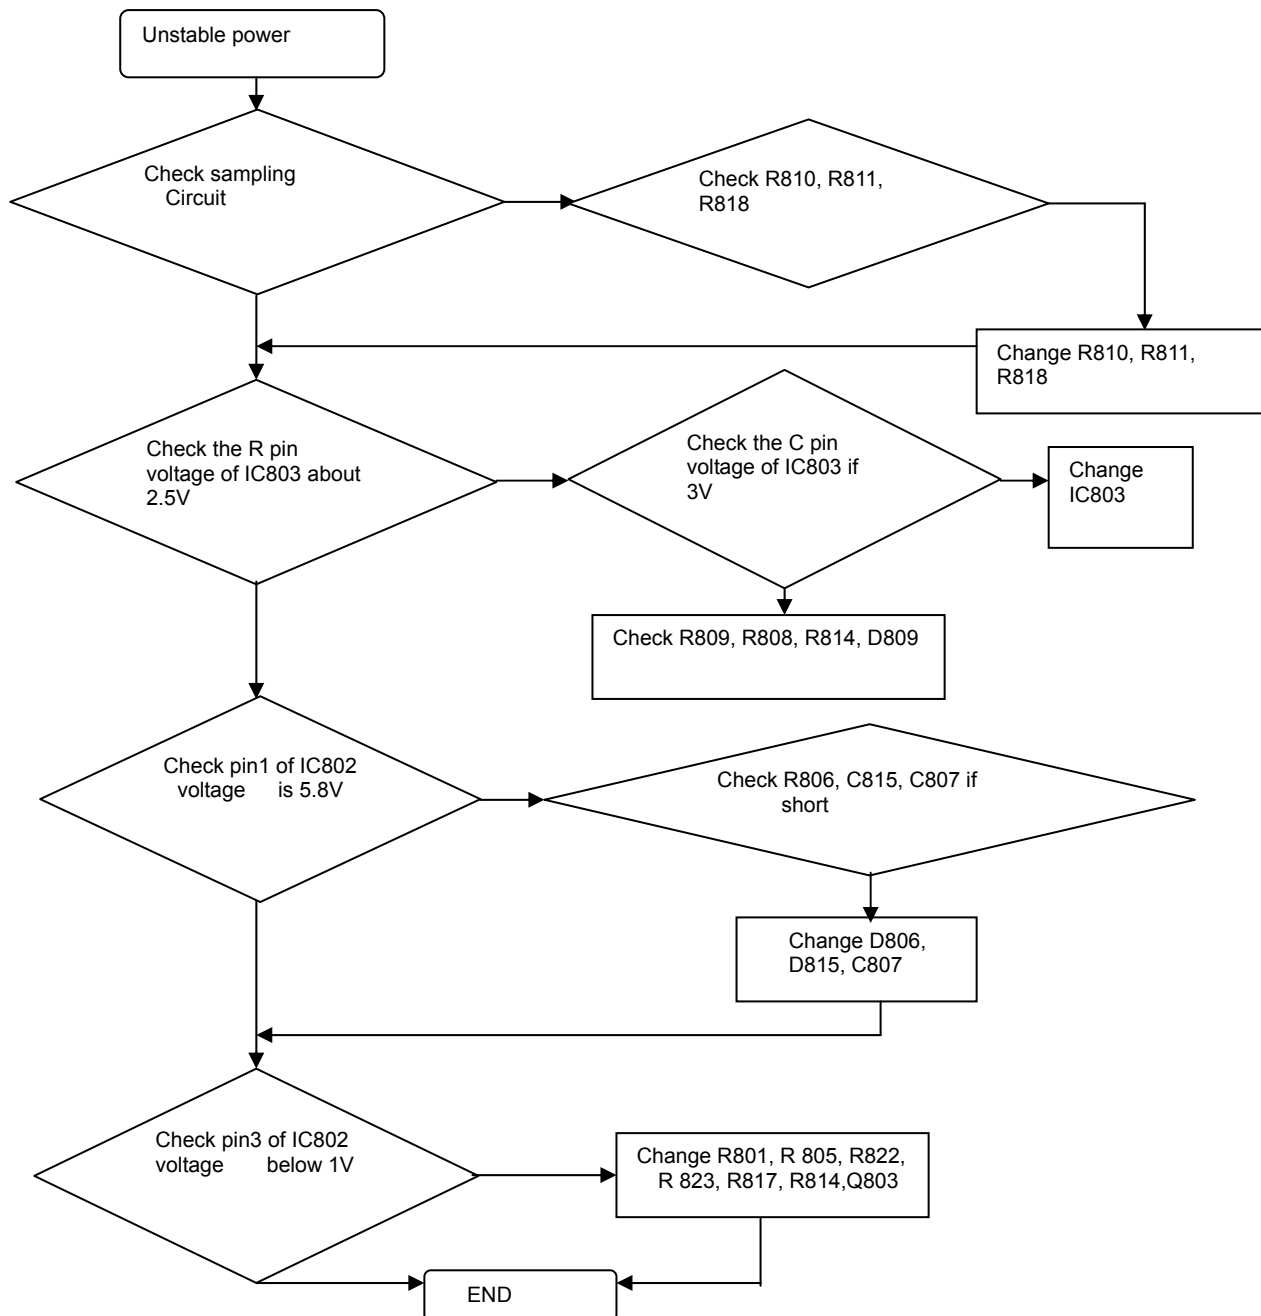 Unstable power
Check sampling
Circuit
Check R810, R811,
R818
Change R810, R811,
R818
Check the R pin
voltage of IC803 about
2.5V
Check the C pin
voltage of IC803 if
3V
Change
IC803
Check R809, R808, R814, D809
Check pin1 of IC802
voltage is 5.8V
Check R806, C815, C807 if
short
Change D806,
D815, C807
Check pin3 of IC802
voltage below 1V
Change R801, R 805, R822,
R 823, R817, R814,Q803
END